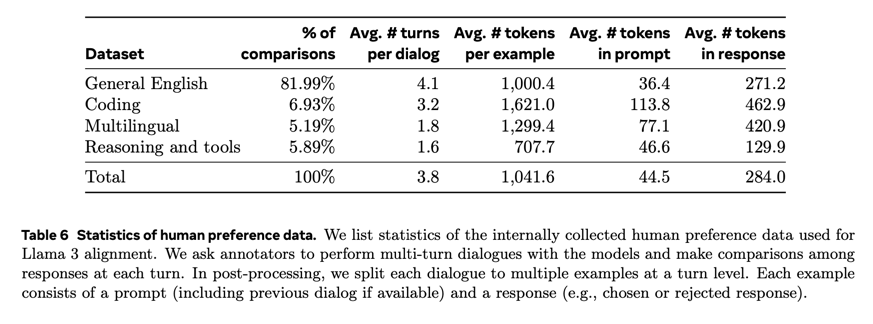 % of Avg. # turns Avg. # tokens Avg. # tokens Avg. # tokens
Dataset comparisons per dialog per example in prompt in response
General English 81.99% 4.1 1,000.4 36.4 271.2
Coding 6.93% 3.2 1,621.0 113.8 462.9
Multilingual 5.19% 1.8 1,299.4 77.1 420.9
Reasoning and tools 5.89% 1.6 707.7 46.6 129.9
Total 100% 3.8 1,041.6 44.5 284.0
Table 6 Statistics of human preference data. We list statistics of the internally collected human preference data used for
Llama 3 alignment. We ask annotators to perform multi-turn dialogues with the models and make comparisons among
responses at each turn. In post-processing, we split each dialogue to multiple examples at a turn level. Each example
consists of a prompt (including previous dialog if available) and a response (e.g., chosen or rejected response).